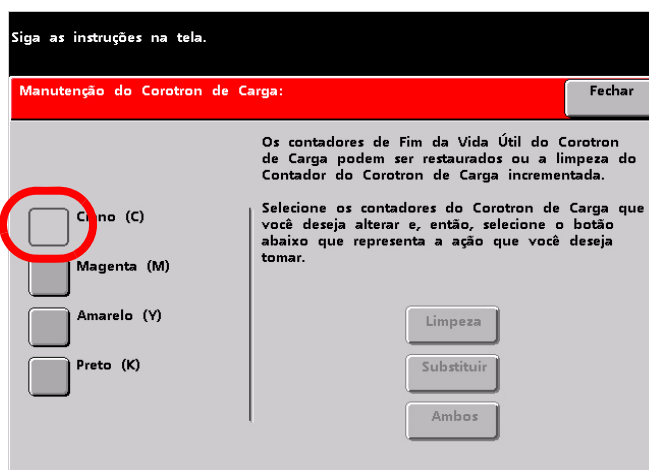 Siga as instruções na tela.
Manutenção do Corotron de Carga:
Fechar
Os contadores de Fim da Vida Útil do Corotron
de Carga podem ser restaurados ou a limpeza do
Contador do Corotron de Carga incrementada.
Selecione os contadores do Corotron de Carga que
você deseja alterar e, então, selecione o botão
abaixo que representa a ação que você deseja
tomar.
Ciano (C)
Magenta (M)
Amarelo (Y)
Preto (K)
Limpeza
Substituir
Ambos